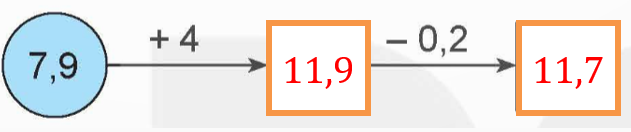 7,9 + 4 11,9 – 0,2 11,7